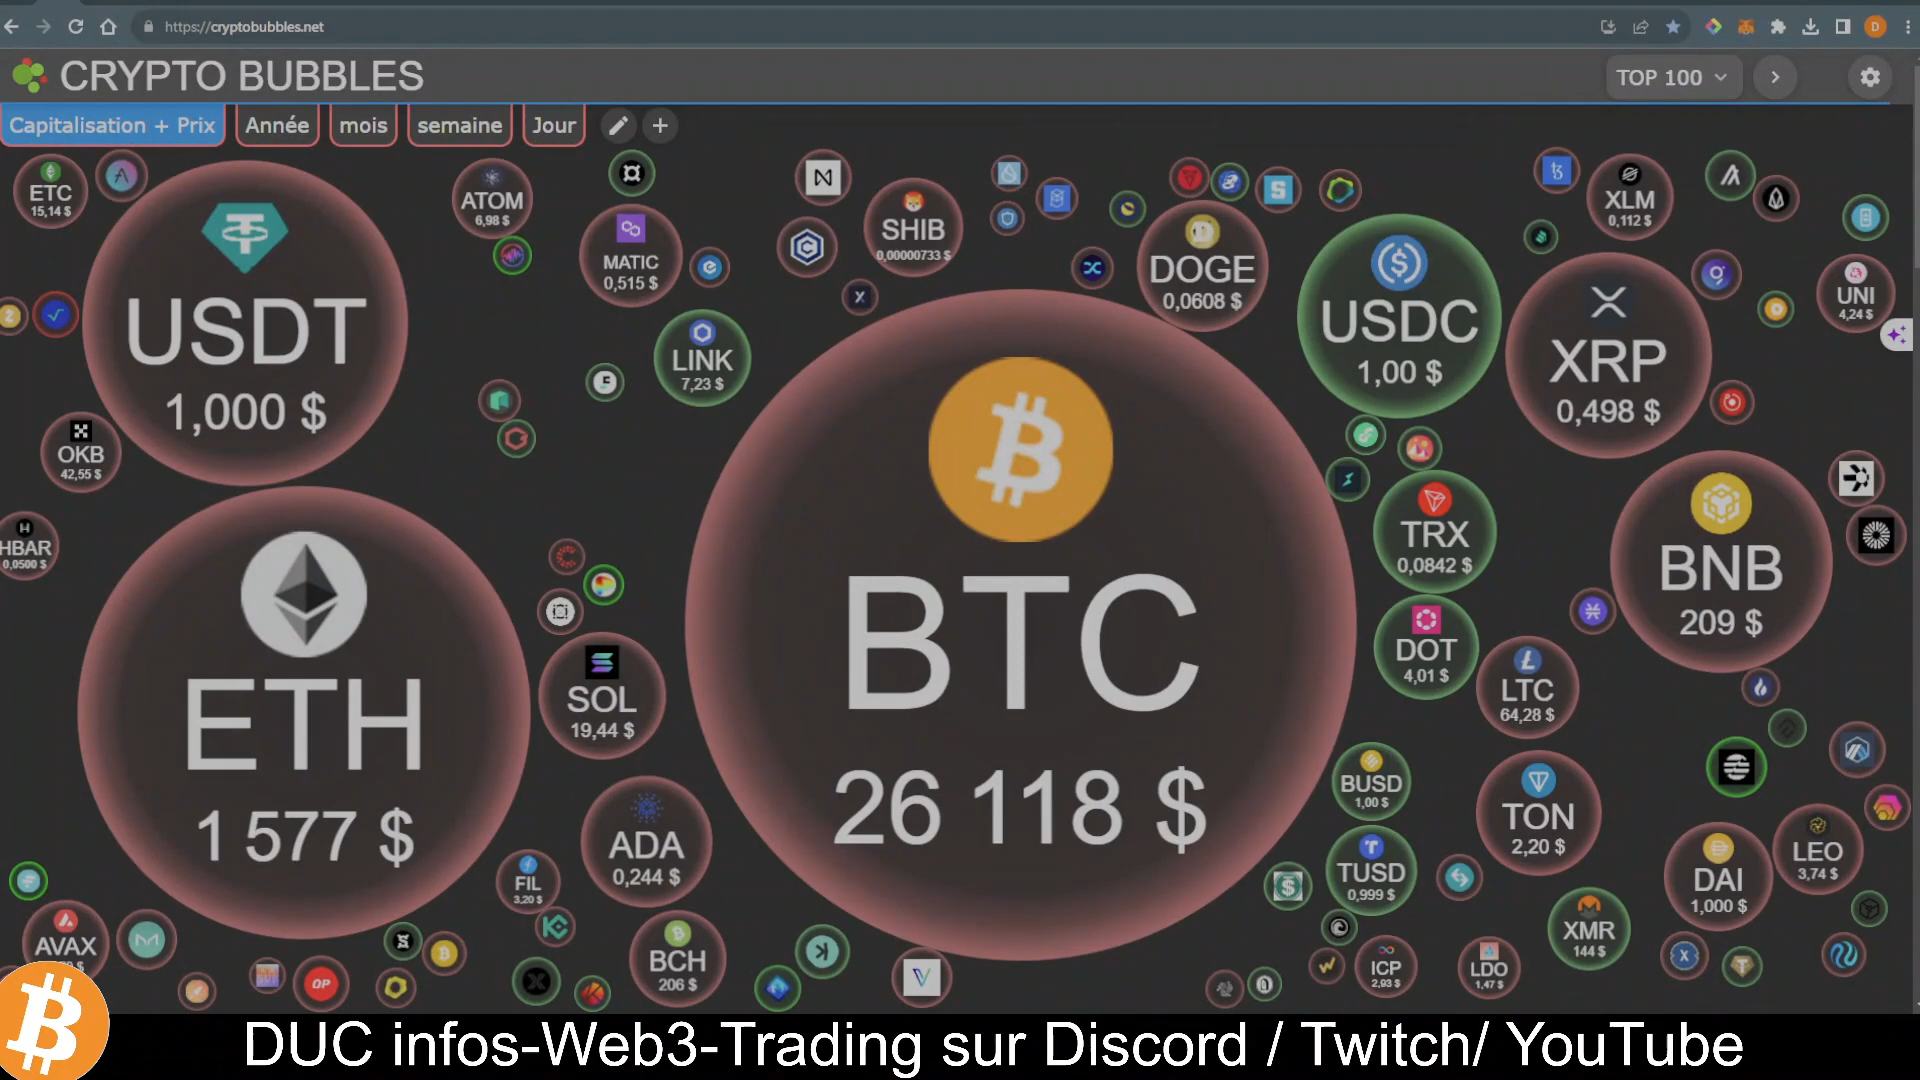 https://cryptobubbles.net
CRYPTO BUBBLES
TOP 100
Capitalisation + Prix
Année
mois
semaine
Jour
ETC
15,14 $
USDT
1,000 $
ATOM
6,98 $
MATIC
0,515 $
SHIB
0,00000733 $
DOGE
0,0608 $
USDC
1,00 $
XLM
0,112 $
XRP
0,498 $
UNI
4,24 $
LINK
7,23 $
OKB
42,55 $
HBAR
0,0500 $
ETH
1 577 $
SOL
19,44 $
BTC
26 118 $
TRX
0,0842 $
DOT
4,01 $
BNB
209 $
LTC
64,28 $
BUSD
1,00 $
TON
2,20 $
ADA
0,244 $
TUSD
0,999 $
DAI
1,000 $
LEO
3,74 $
FIL
3,20 $
XMR
144 $
AVAX
BCH
206 $
OP
ICP
2,93 $
LDO
1,47 $
DUC infos-Web3-Trading sur Discord / Twitch/ YouTube